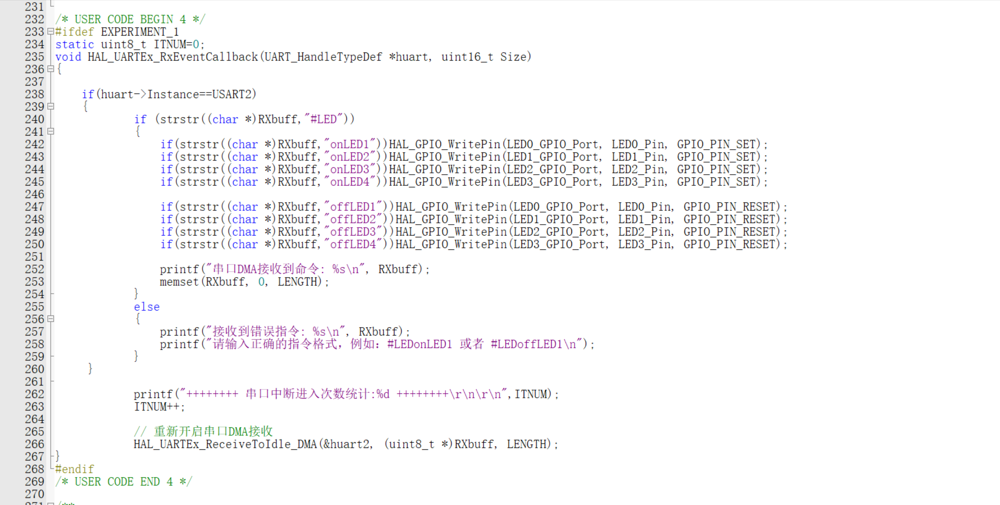 231
232 /* USER CODE BEGIN 4 */
233 #ifdef EXPERIMENT_1
234 static uint8_t ITNUM=0;
235 void HAL_UARTEx_RxEventCallback(UART_HandleTypeDef *huart, uint16_t Size)
236 {
237
238 if(huart->Instance==USART2)
239 {
240 if (strstr((char *)RXbuff,"#LED"))
241 {
242 if(strstr((char *)RXbuff,"onLED1"))HAL_GPIO_WritePin(LED0_GPIO_Port, LED0_Pin, GPIO_PIN_SET);
243 if(strstr((char *)RXbuff,"onLED2"))HAL_GPIO_WritePin(LED1_GPIO_Port, LED1_Pin, GPIO_PIN_SET);
244 if(strstr((char *)RXbuff,"onLED3"))HAL_GPIO_WritePin(LED2_GPIO_Port, LED2_Pin, GPIO_PIN_SET);
245 if(strstr((char *)RXbuff,"onLED4"))HAL_GPIO_WritePin(LED3_GPIO_Port, LED3_Pin, GPIO_PIN_SET);
246
247 if(strstr((char *)RXbuff,"offLED1"))HAL_GPIO_WritePin(LED0_GPIO_Port, LED0_Pin, GPIO_PIN_RESET);
248 if(strstr((char *)RXbuff,"offLED2"))HAL_GPIO_WritePin(LED1_GPIO_Port, LED1_Pin, GPIO_PIN_RESET);
249 if(strstr((char *)RXbuff,"offLED3"))HAL_GPIO_WritePin(LED2_GPIO_Port, LED2_Pin, GPIO_PIN_RESET);
250 if(strstr((char *)RXbuff,"offLED4"))HAL_GPIO_WritePin(LED3_GPIO_Port, LED3_Pin, GPIO_PIN_RESET);
251
252 printf("串口DMA接收到命令: %s\n", RXbuff);
253 memset(RXbuff, 0, LENGTH);
254 }
255 else
256 {
257 printf("接收到错误指令: %s\n", RXbuff);
258 printf("请输入正确的指令格式，例如：#LEDonLED1 或者 #LEDoffLED1\n");
259 }
260 }
261
262 printf("++++++++ 串口中断进入次数统计:%d ++++++++\r\n\r\n",ITNUM);
263 ITNUM++;
264
265 // 重新开启串口DMA接收
266 HAL_UARTEx_ReceiveToIdle_DMA(&huart2, (uint8_t *)RXbuff, LENGTH);
267 }
268 #endif
269 /* USER CODE END 4 */
270
271 /**